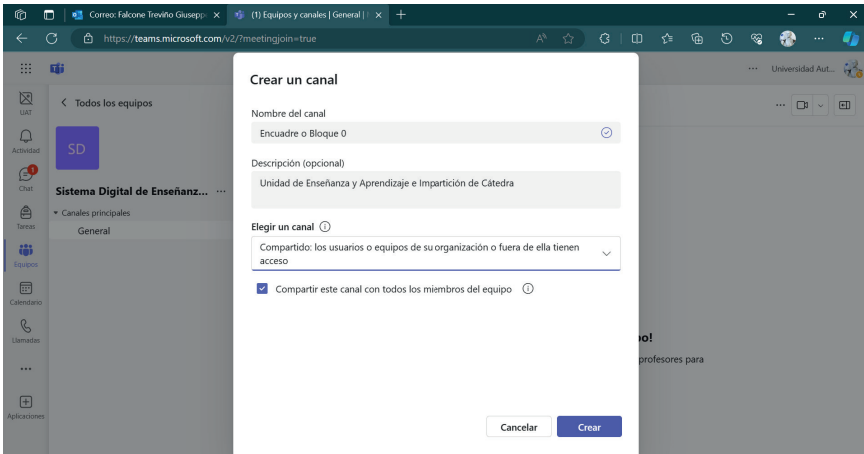 Correo: Falcone Treviño Giusepp
(1) Equipos y canales | General |
https://teams.microsoft.com/v2/?meetingjoin=true
Universidad Aut...
UAT
Actividad
1
Chat
Tareas
Equipos
Calendario
Llamadas
Aplicaciones
Todos los equipos
SD
Sistema Digital de Enseñanz...
Canales principales
General
Crear un canal
Nombre del canal
Encuadre o Bloque 0
Descripción (opcional)
Unidad de Enseñanza y Aprendizaje e Impartición de Cátedra
Elegir un canal
Compartido: los usuarios o equipos de su organización o fuera de ella tienen
acceso
Compartir este canal con todos los miembros del equipo
Cancelar
Crear
po!
profesores para